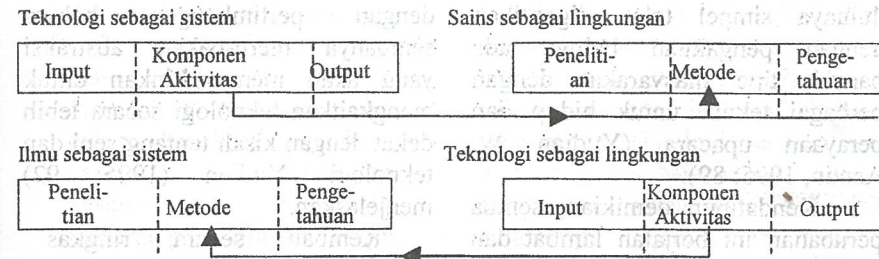 Teknologi sebagai sistem
Input
Komponen
Aktivitas
Output
Sains sebagai lingkungan
Peneliti-
an
Metode
Penge-
tahuan
Ilmu sebagai sistem
Peneli-
tian
Metode
Penge-
tahuan
Teknologi sebagai lingkungan
Input
Komponen
Aktivitas
Output